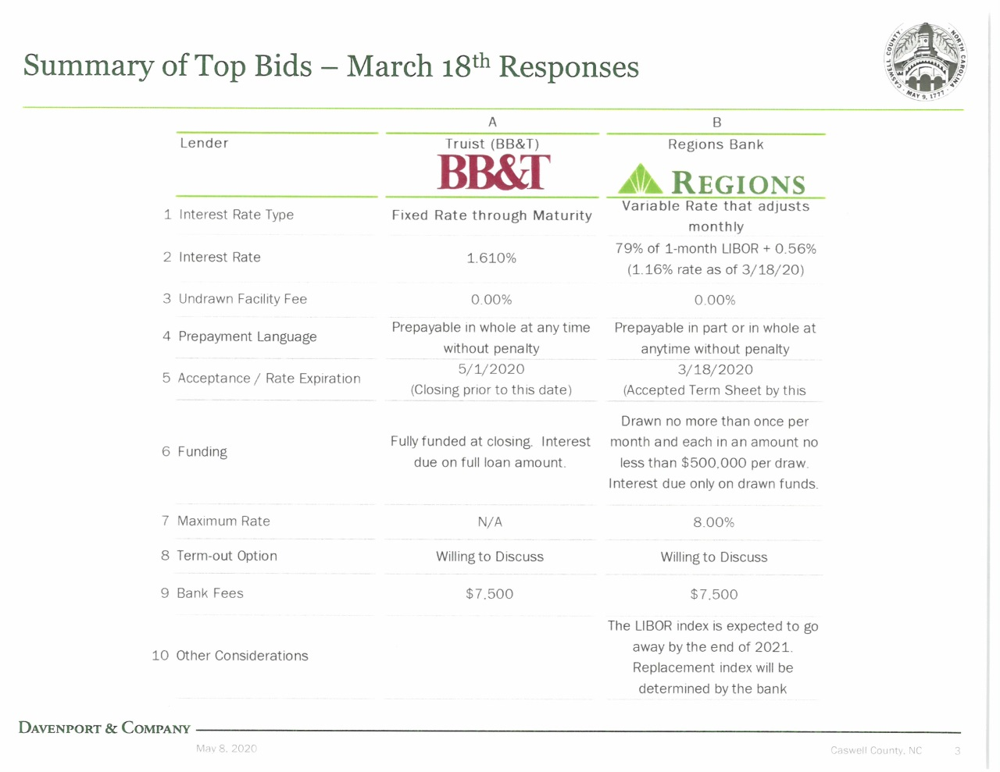 Summary of Top Bids – March 18th Responses
CASWELL COUNTY · NORTH CAROLINA
· MAY 9, 1777 ·
A
B
Lender
Truist (BB&T)
Regions Bank
BB&T
REGIONS
1 Interest Rate Type
Fixed Rate through Maturity
Variable Rate that adjusts
monthly
2 Interest Rate
1.610%
79% of 1-month LIBOR + 0.56%
(1.16% rate as of 3/18/20)
3 Undrawn Facility Fee
0.00%
0.00%
4 Prepayment Language
Prepayable in whole at any time
without penalty
Prepayable in part or in whole at
anytime without penalty
5 Acceptance / Rate Expiration
5/1/2020
(Closing prior to this date)
3/18/2020
(Accepted Term Sheet by this
6 Funding
Fully funded at closing. Interest
due on full loan amount.
Drawn no more than once per
month and each in an amount no
less than $500,000 per draw.
Interest due only on drawn funds.
7 Maximum Rate
N/A
8.00%
8 Term-out Option
Willing to Discuss
Willing to Discuss
9 Bank Fees
$7,500
$7,500
10 Other Considerations
The LIBOR index is expected to go
away by the end of 2021.
Replacement index will be
determined by the bank
DAVENPORT & COMPANY
May 8, 2020
Caswell County, NC 3